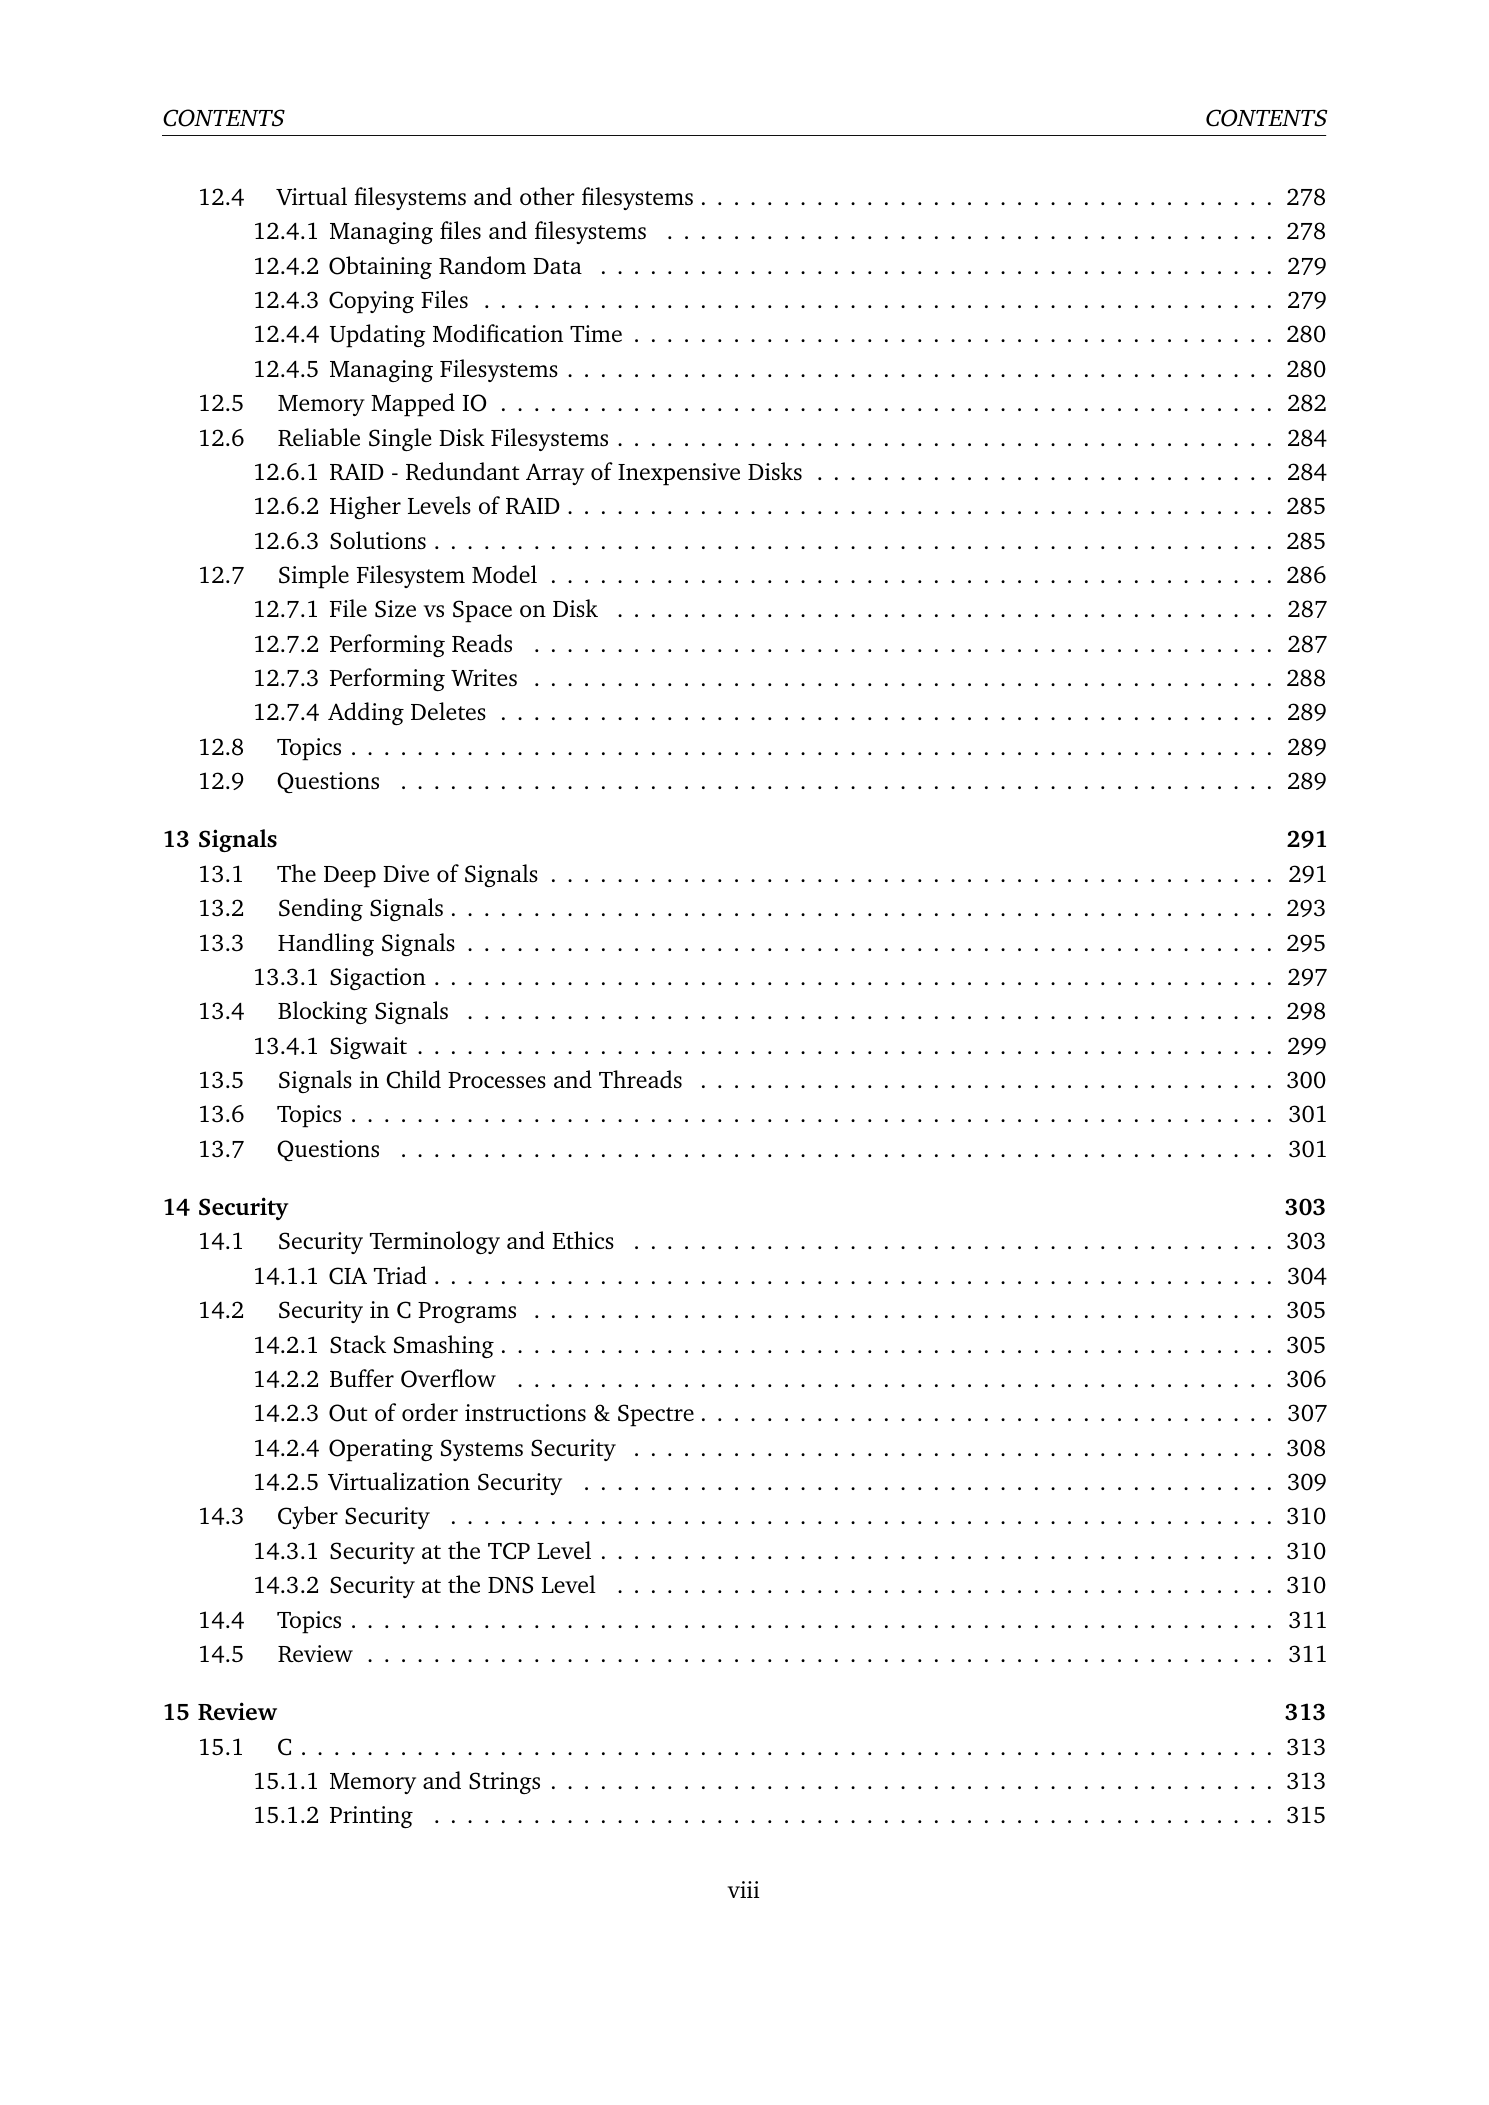 CONTENTS CONTENTS
12.4 Virtual filesystems and other filesystems . . . . . . . . . . . . . . . . . . . . . . . . . . . . . . . . . . . 278
12.4.1 Managing files and filesystems . . . . . . . . . . . . . . . . . . . . . . . . . . . . . . . . . . . . . 278
12.4.2 Obtaining Random Data . . . . . . . . . . . . . . . . . . . . . . . . . . . . . . . . . . . . . . . . . 279
12.4.3 Copying Files . . . . . . . . . . . . . . . . . . . . . . . . . . . . . . . . . . . . . . . . . . . . . . . . 279
12.4.4 Updating Modification Time . . . . . . . . . . . . . . . . . . . . . . . . . . . . . . . . . . . . . . . 280
12.4.5 Managing Filesystems . . . . . . . . . . . . . . . . . . . . . . . . . . . . . . . . . . . . . . . . . . . 280
12.5 Memory Mapped IO . . . . . . . . . . . . . . . . . . . . . . . . . . . . . . . . . . . . . . . . . . . . . . . 282
12.6 Reliable Single Disk Filesystems . . . . . . . . . . . . . . . . . . . . . . . . . . . . . . . . . . . . . . . . 284
12.6.1 RAID - Redundant Array of Inexpensive Disks . . . . . . . . . . . . . . . . . . . . . . . . . . . . 284
12.6.2 Higher Levels of RAID . . . . . . . . . . . . . . . . . . . . . . . . . . . . . . . . . . . . . . . . . . . 285
12.6.3 Solutions . . . . . . . . . . . . . . . . . . . . . . . . . . . . . . . . . . . . . . . . . . . . . . . . . . . 285
12.7 Simple Filesystem Model . . . . . . . . . . . . . . . . . . . . . . . . . . . . . . . . . . . . . . . . . . . . 286
12.7.1 File Size vs Space on Disk . . . . . . . . . . . . . . . . . . . . . . . . . . . . . . . . . . . . . . . . 287
12.7.2 Performing Reads . . . . . . . . . . . . . . . . . . . . . . . . . . . . . . . . . . . . . . . . . . . . . 287
12.7.3 Performing Writes . . . . . . . . . . . . . . . . . . . . . . . . . . . . . . . . . . . . . . . . . . . . . 288
12.7.4 Adding Deletes . . . . . . . . . . . . . . . . . . . . . . . . . . . . . . . . . . . . . . . . . . . . . . . 289
12.8 Topics . . . . . . . . . . . . . . . . . . . . . . . . . . . . . . . . . . . . . . . . . . . . . . . . . . . . . . . . 289
12.9 Questions . . . . . . . . . . . . . . . . . . . . . . . . . . . . . . . . . . . . . . . . . . . . . . . . . . . . . 289
13 Signals 291
13.1 The Deep Dive of Signals . . . . . . . . . . . . . . . . . . . . . . . . . . . . . . . . . . . . . . . . . . . . 291
13.2 Sending Signals . . . . . . . . . . . . . . . . . . . . . . . . . . . . . . . . . . . . . . . . . . . . . . . . . . 293
13.3 Handling Signals . . . . . . . . . . . . . . . . . . . . . . . . . . . . . . . . . . . . . . . . . . . . . . . . . 295
13.3.1 Sigaction . . . . . . . . . . . . . . . . . . . . . . . . . . . . . . . . . . . . . . . . . . . . . . . . . . . 297
13.4 Blocking Signals . . . . . . . . . . . . . . . . . . . . . . . . . . . . . . . . . . . . . . . . . . . . . . . . . 298
13.4.1 Sigwait . . . . . . . . . . . . . . . . . . . . . . . . . . . . . . . . . . . . . . . . . . . . . . . . . . . . 299
13.5 Signals in Child Processes and Threads . . . . . . . . . . . . . . . . . . . . . . . . . . . . . . . . . . . 300
13.6 Topics . . . . . . . . . . . . . . . . . . . . . . . . . . . . . . . . . . . . . . . . . . . . . . . . . . . . . . . . 301
13.7 Questions . . . . . . . . . . . . . . . . . . . . . . . . . . . . . . . . . . . . . . . . . . . . . . . . . . . . . 301
14 Security 303
14.1 Security Terminology and Ethics . . . . . . . . . . . . . . . . . . . . . . . . . . . . . . . . . . . . . . . 303
14.1.1 CIA Triad . . . . . . . . . . . . . . . . . . . . . . . . . . . . . . . . . . . . . . . . . . . . . . . . . . . 304
14.2 Security in C Programs . . . . . . . . . . . . . . . . . . . . . . . . . . . . . . . . . . . . . . . . . . . . . 305
14.2.1 Stack Smashing . . . . . . . . . . . . . . . . . . . . . . . . . . . . . . . . . . . . . . . . . . . . . . . 305
14.2.2 Buffer Overflow . . . . . . . . . . . . . . . . . . . . . . . . . . . . . . . . . . . . . . . . . . . . . . 306
14.2.3 Out of order instructions & Spectre . . . . . . . . . . . . . . . . . . . . . . . . . . . . . . . . . . . 307
14.2.4 Operating Systems Security . . . . . . . . . . . . . . . . . . . . . . . . . . . . . . . . . . . . . . . 308
14.2.5 Virtualization Security . . . . . . . . . . . . . . . . . . . . . . . . . . . . . . . . . . . . . . . . . . 309
14.3 Cyber Security . . . . . . . . . . . . . . . . . . . . . . . . . . . . . . . . . . . . . . . . . . . . . . . . . . 310
14.3.1 Security at the TCP Level . . . . . . . . . . . . . . . . . . . . . . . . . . . . . . . . . . . . . . . . . 310
14.3.2 Security at the DNS Level . . . . . . . . . . . . . . . . . . . . . . . . . . . . . . . . . . . . . . . . 310
14.4 Topics . . . . . . . . . . . . . . . . . . . . . . . . . . . . . . . . . . . . . . . . . . . . . . . . . . . . . . . . 311
14.5 Review . . . . . . . . . . . . . . . . . . . . . . . . . . . . . . . . . . . . . . . . . . . . . . . . . . . . . . . 311
15 Review 313
15.1 C . . . . . . . . . . . . . . . . . . . . . . . . . . . . . . . . . . . . . . . . . . . . . . . . . . . . . . . . . . . 313
15.1.1 Memory and Strings . . . . . . . . . . . . . . . . . . . . . . . . . . . . . . . . . . . . . . . . . . . . 313
15.1.2 Printing . . . . . . . . . . . . . . . . . . . . . . . . . . . . . . . . . . . . . . . . . . . . . . . . . . . 315
viii